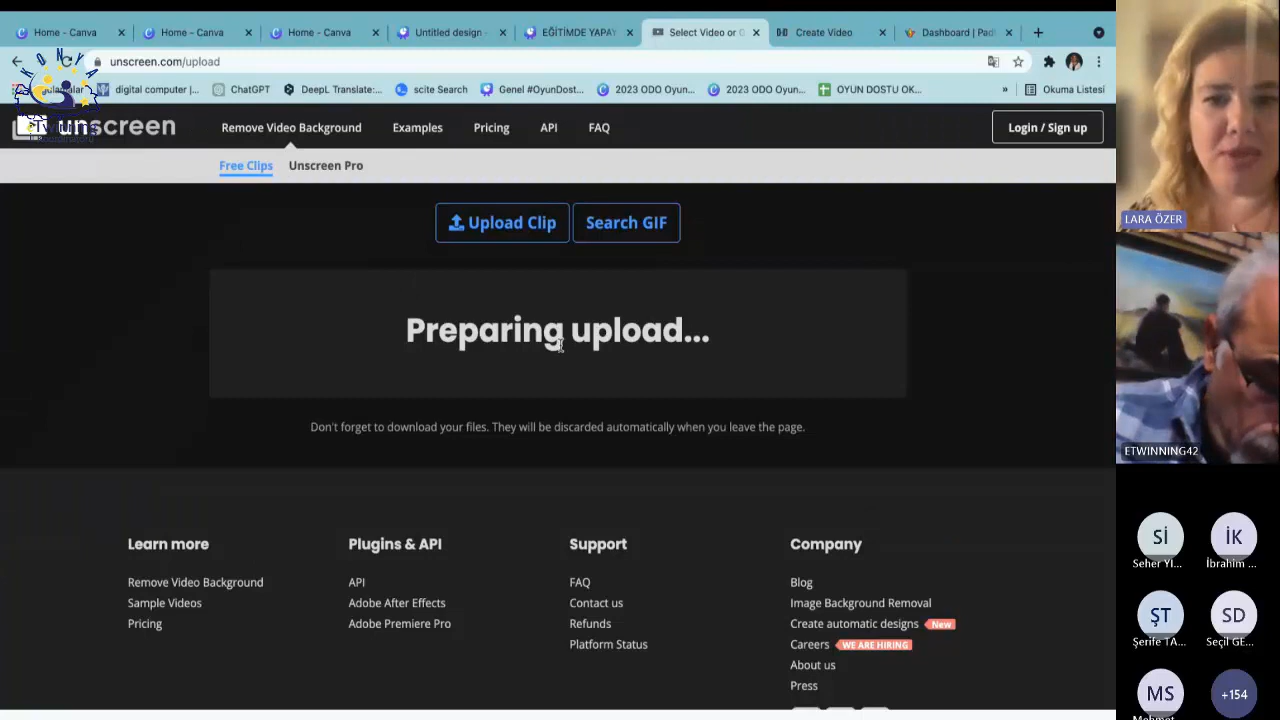 Home - Canva
Home - Canva
Home - Canva
Untitled design -
EĞİTİMDE YAPAY
Select Video or G
Create Video
Dashboard | Padl
unscreen.com/upload
digital computer |...
ChatGPT
DeepL Translate:...
scite Search
Genel #OyunDost...
2023 ODO Oyun...
2023 ODO Oyun...
OYUN DOSTU OK...
»
Okuma Listesi
KONYA
eTwinning
unscreen
Remove Video Background
Examples
Pricing
API
FAQ
Login / Sign up
Free Clips
Unscreen Pro
Upload Clip
Search GIF
Preparing upload...
Don't forget to download your files. They will be discarded automatically when you leave the page.
Learn more
Remove Video Background
Sample Videos
Pricing
Plugins & API
API
Adobe After Effects
Adobe Premiere Pro
Support
FAQ
Contact us
Refunds
Platform Status
Company
Blog
Image Background Removal
Create automatic designs New
Careers WE ARE HIRING
About us
Press
LARA ÖZER
ETWINNING42
Sİ
Seher Yİ...
İK
İbrahim ...
ŞT
Şerife TA...
SD
Seçil GE...
MS
+154